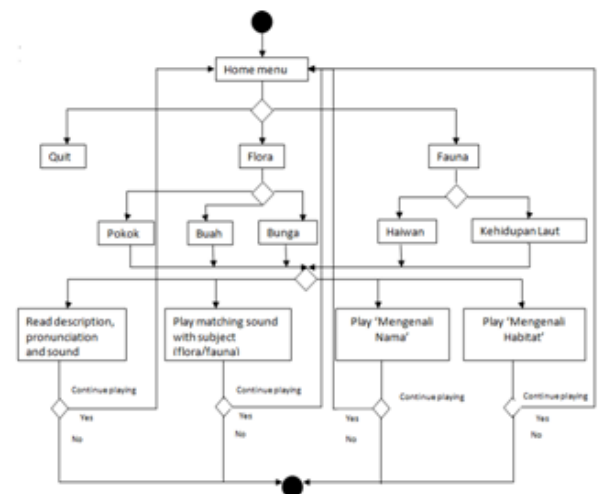 Home menu
Quit
Flora
Fauna
Pokok
Buah
Bunga
Haiwan
Kehidupan Laut
Read description,
pronunciation
and sound
Play matching sound
with subject
(flora/fauna)
Play ‘Mengenali
Nama’
Play ‘Mengenali
Habitat’
Continue playing
Yes
No
Continue playing
Yes
No
Continue playing
Yes
No
Continue playing
Yes
No